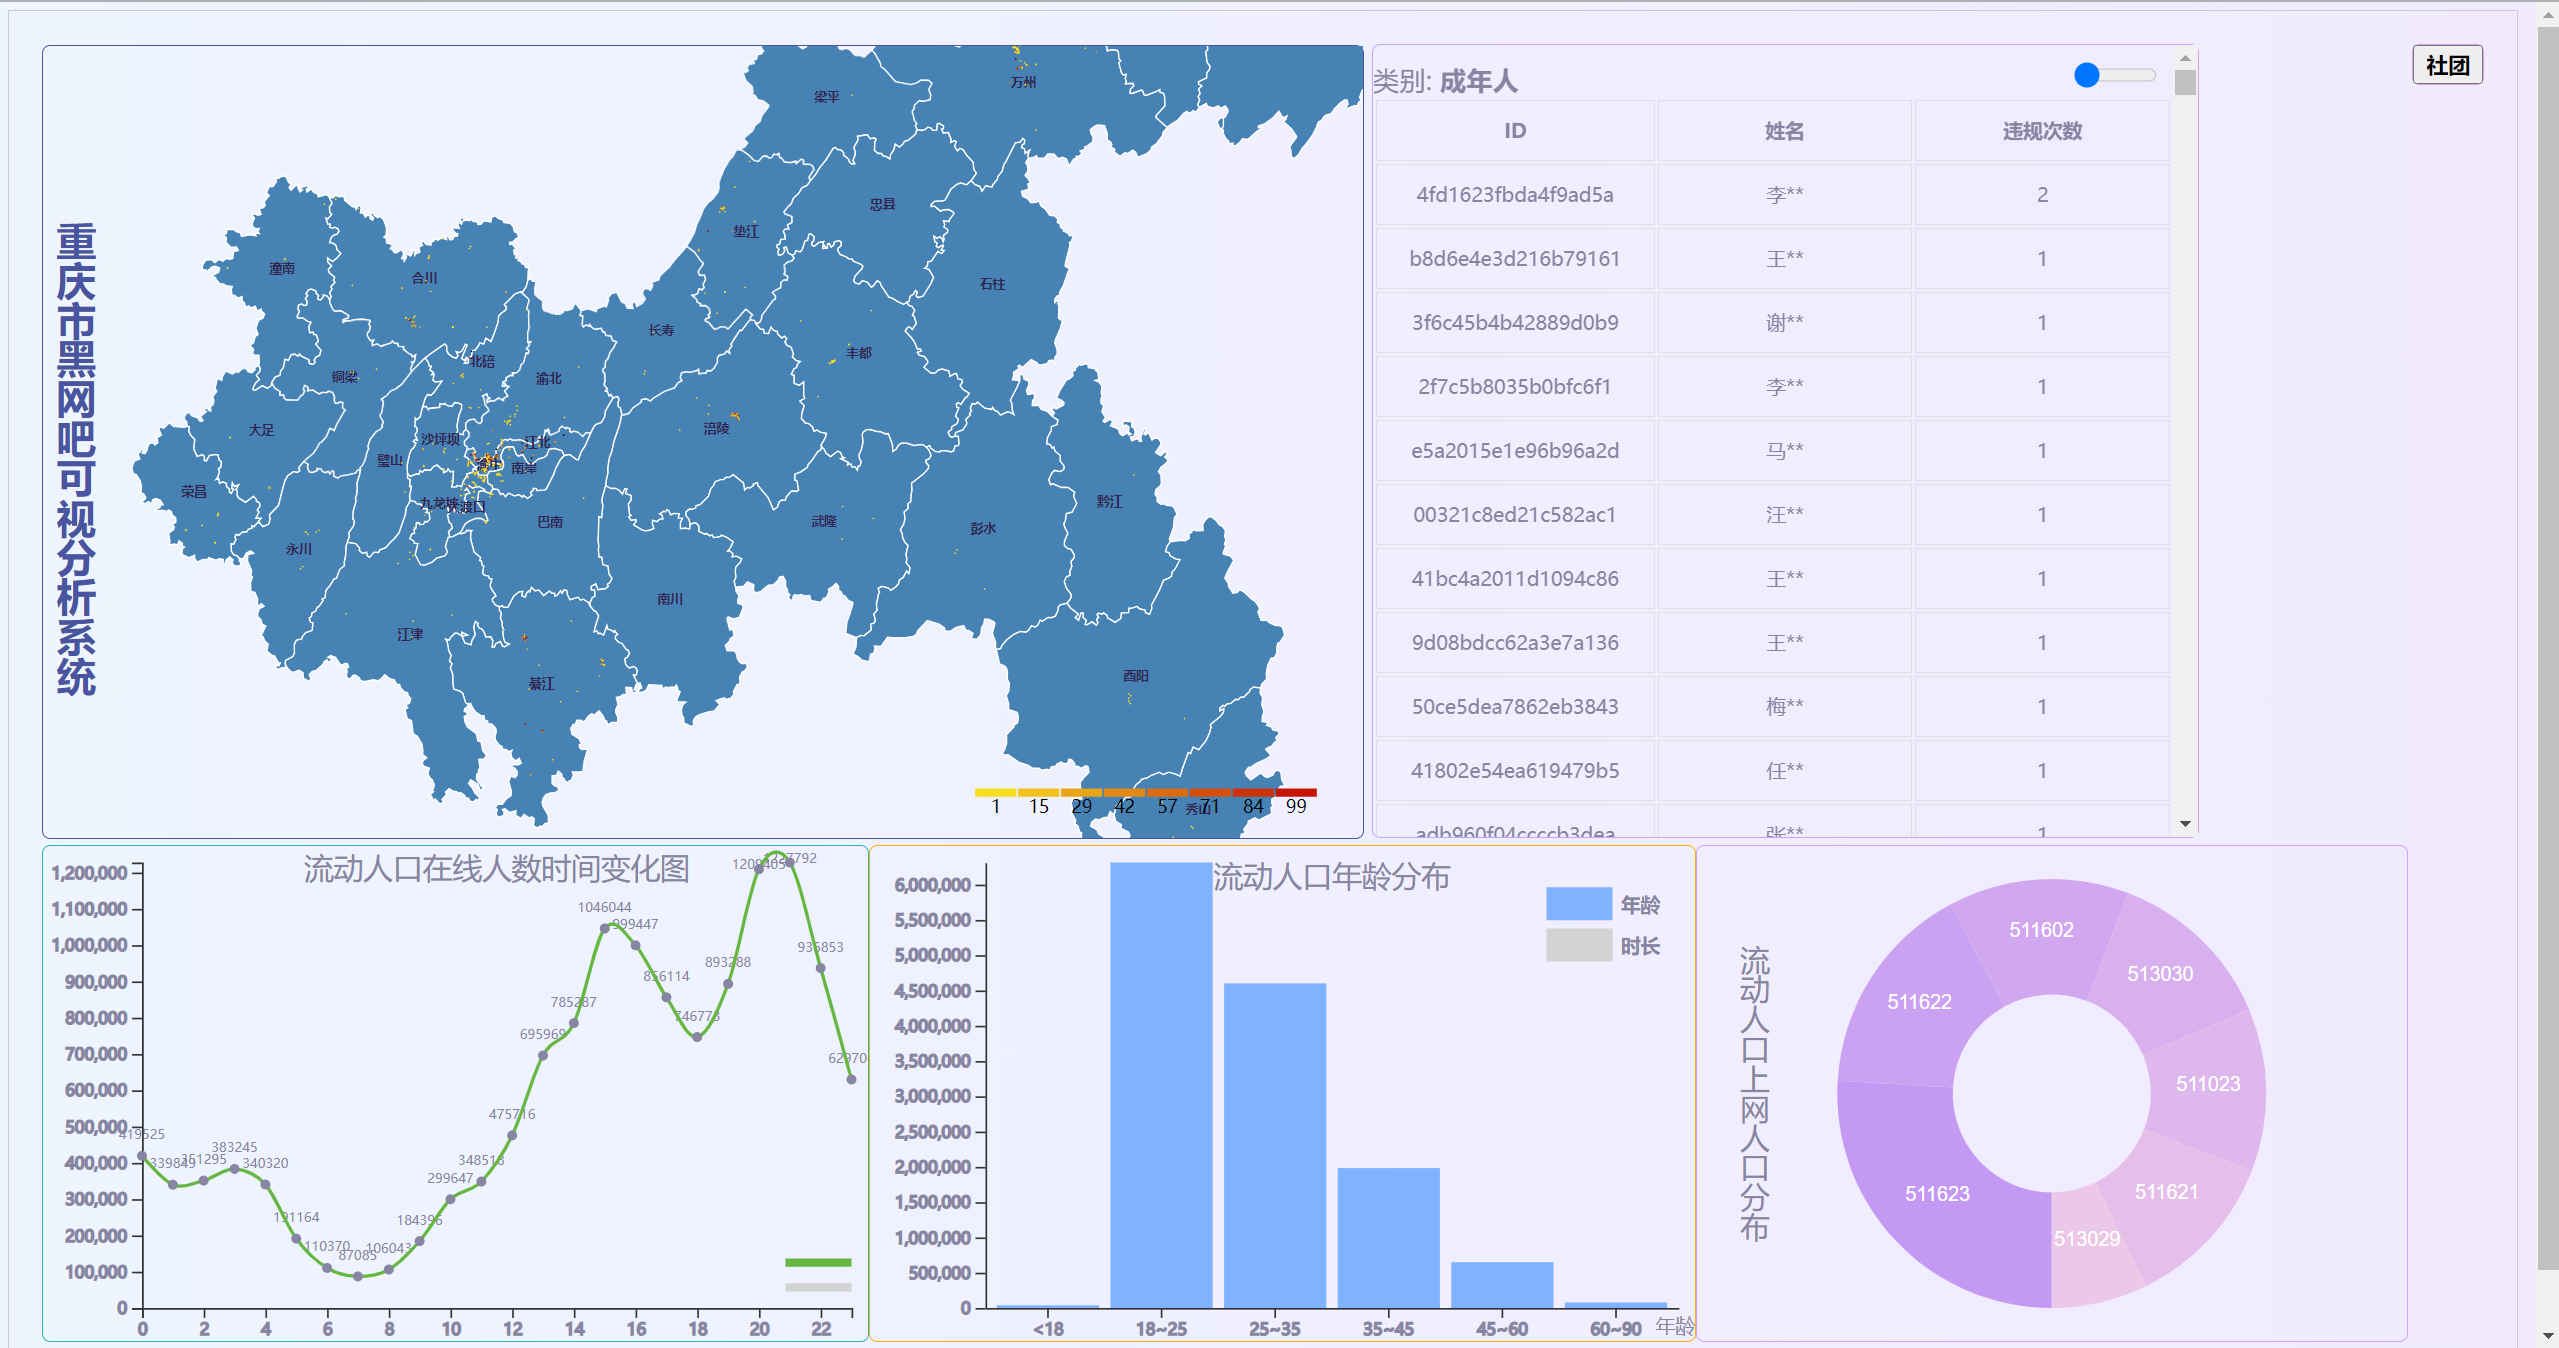 重庆市黑网吧可视分析系统
梁平
万州
忠县
垫江
石柱
潼南
合川
长寿
丰都
北碚
渝北
铜梁
大足
涪陵
沙坪坝
江北
璧山
南岸
荣昌
九龙坡
巴南
武隆
彭水
黔江
永川
南川
江津
酉阳
綦江
秀山
1 15 29 42 57 71 84 99
类别: 成年人
社团
ID 姓名 违规次数
4fd1623fbda4f9ad5a 李** 2
b8d6e4e3d216b79161 王** 1
3f6c45b4b42889d0b9 谢** 1
2f7c5b8035b0bfc6f1 李** 1
e5a2015e1e96b96a2d 马** 1
00321c8ed21c582ac1 汪** 1
41bc4a2011d1094c86 王** 1
9d08bdcc62a3e7a136 王** 1
50ce5dea7862eb3843 梅** 1
41802e54ea619479b5 任** 1
流动人口在线人数时间变化图
1,200,000
1,100,000
1,000,000
900,000
800,000
700,000
600,000
500,000
400,000
300,000
200,000
100,000
0
419525
339849
351295
383245
340320
191164
110370
87085
106043
184396
299647
348518
475716
695969
785287
1046044
999447
856114
746773
893288
935853
0 2 4 6 8 10 12 14 16 18 20 22
流动人口年龄分布
年龄
时长
6,000,000
5,500,000
5,000,000
4,500,000
4,000,000
3,500,000
3,000,000
2,500,000
2,000,000
1,500,000
1,000,000
500,000
0
<18 18~25 25~35 35~45 45~60 60~90 年龄
流动人口上网人口分布
511602
513030
511622
511023
511621
511623
513029